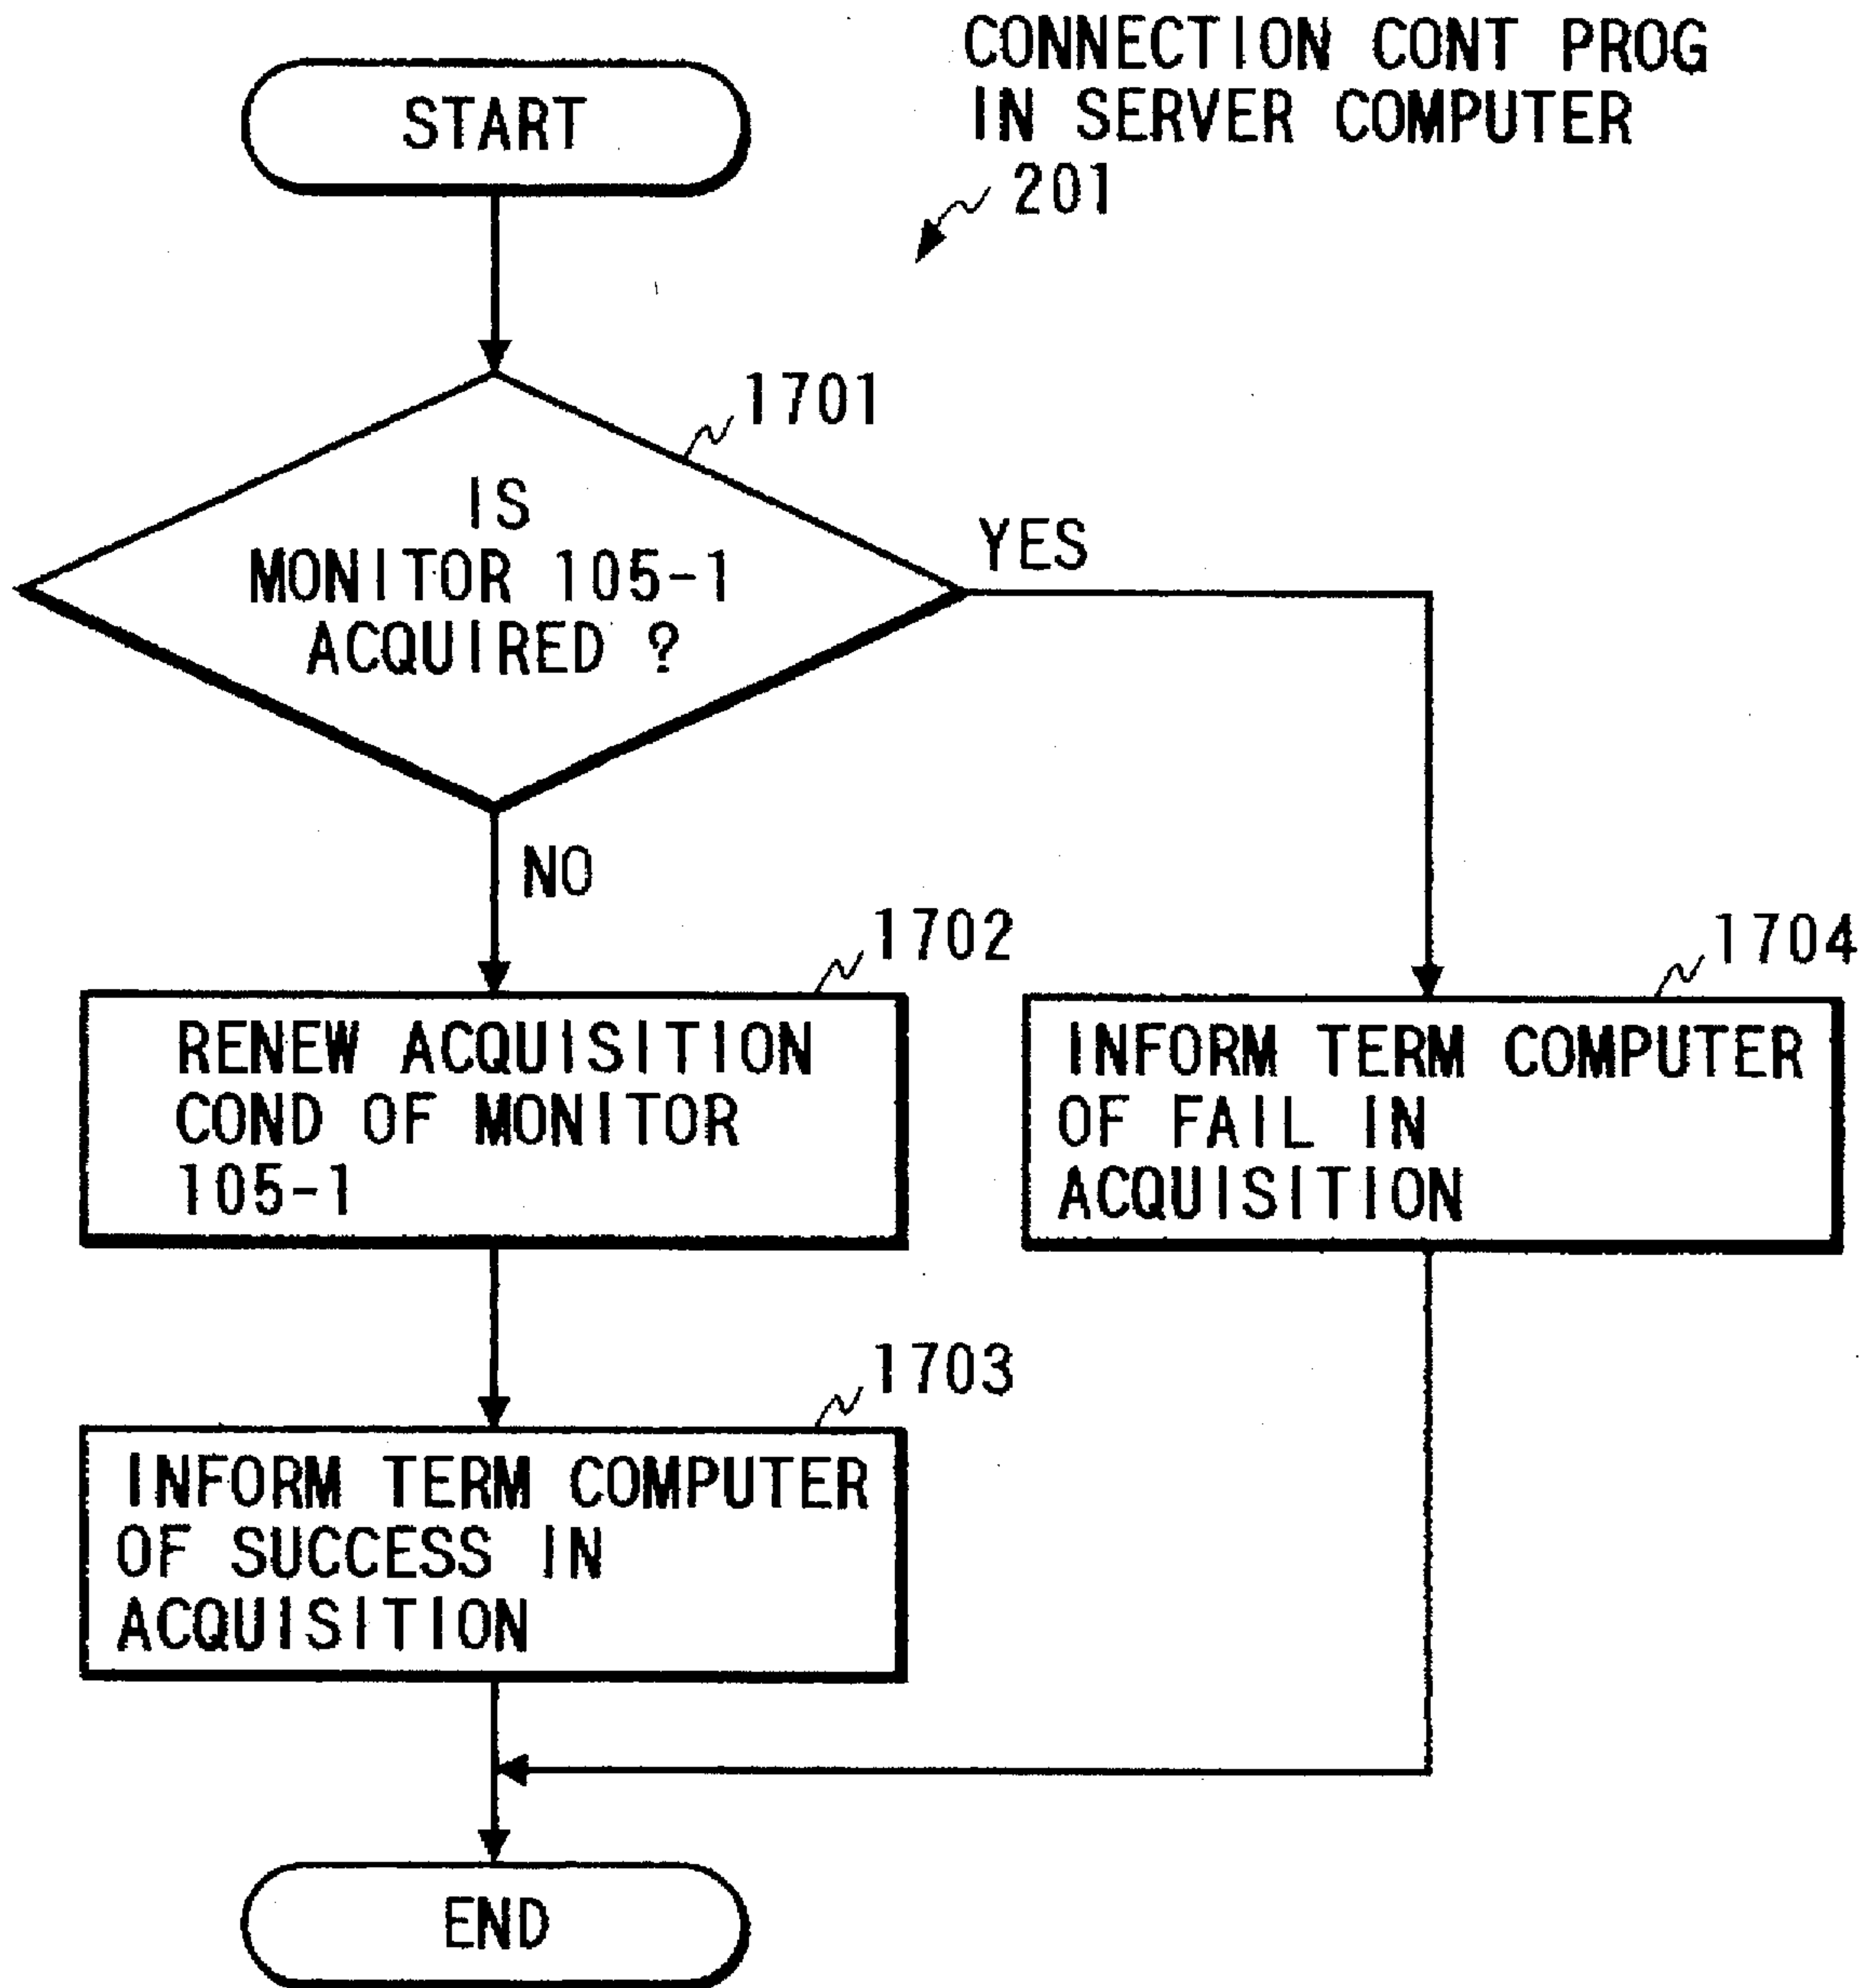 CONNECTION CONT PROG
IN SERVER COMPUTER
201
START
1701
IS
MONITOR 105-1
ACQUIRED ?
YES
NO
1702
RENEW ACQUISITION
COND OF MONITOR
105-1
1704
INFORM TERM COMPUTER
OF FAIL IN
ACQUISITION
1703
INFORM TERM COMPUTER
OF SUCCESS IN
ACQUISITION
END